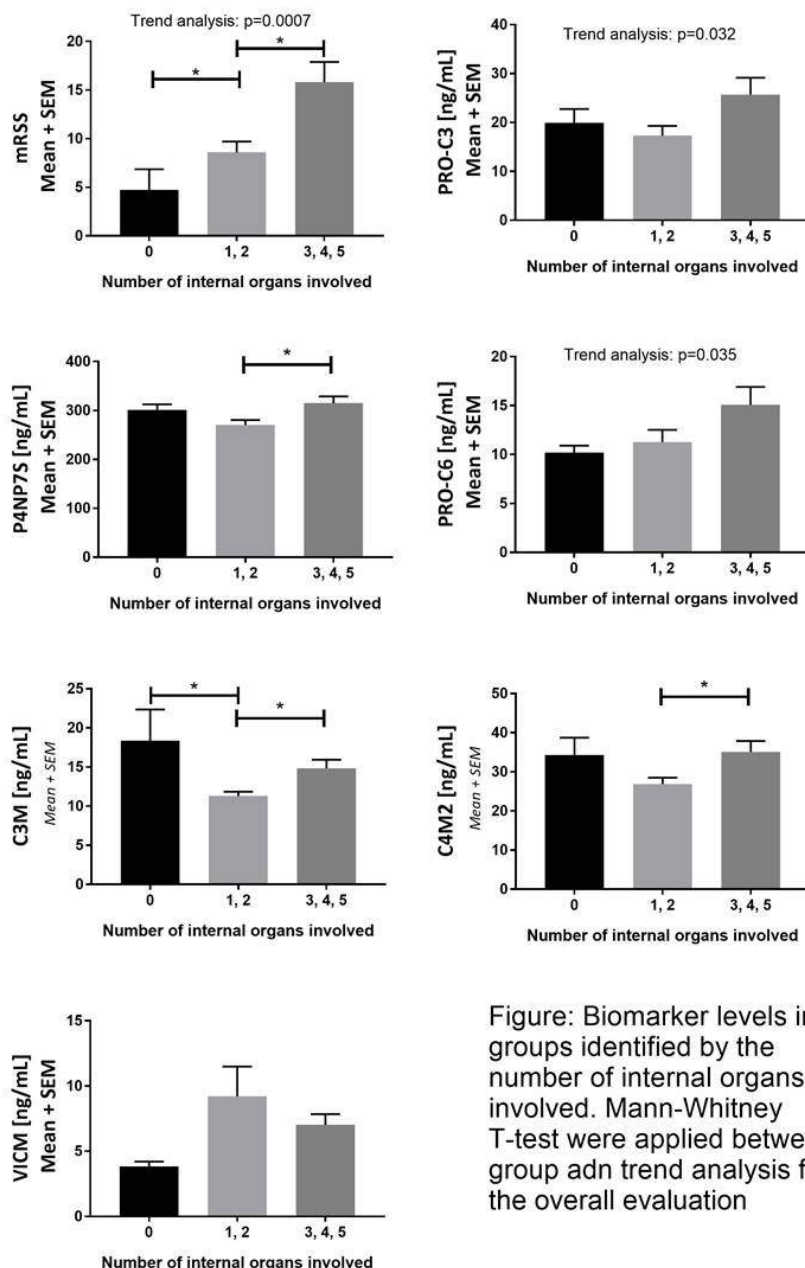 Trend analysis: p=0.0007
*
*
20
15
10
5
0
mRSS
Mean + SEM
0
1, 2
3, 4, 5
Number of internal organs involved
Trend analysis: p=0.032
40
30
20
10
0
PRO-C3 [ng/mL]
Mean + SEM
0
1, 2
3, 4, 5
Number of internal organs involved
*
400
300
200
100
0
P4NP7S [ng/mL]
Mean + SEM
0
1, 2
3, 4, 5
Number of internal organs involved
Trend analysis: p=0.035
20
15
10
5
0
PRO-C6 [ng/mL]
Mean + SEM
0
1, 2
3, 4, 5
Number of internal organs involved
*
*
25
20
15
10
5
0
C3M [ng/mL]
Mean + SEM
0
1, 2
3, 4, 5
Number of internal organs involved
*
50
40
30
20
10
0
C4M2 [ng/mL]
Mean + SEM
0
1, 2
3, 4, 5
Number of internal organs involved
15
10
5
0
VICM [ng/mL]
Mean + SEM
0
1, 2
3, 4, 5
Number of internal organs involved
Figure: Biomarker levels in
groups identified by the
number of internal organs
involved. Mann-Whitney
T-test were applied betwe
group adn trend analysis f
the overall evaluation